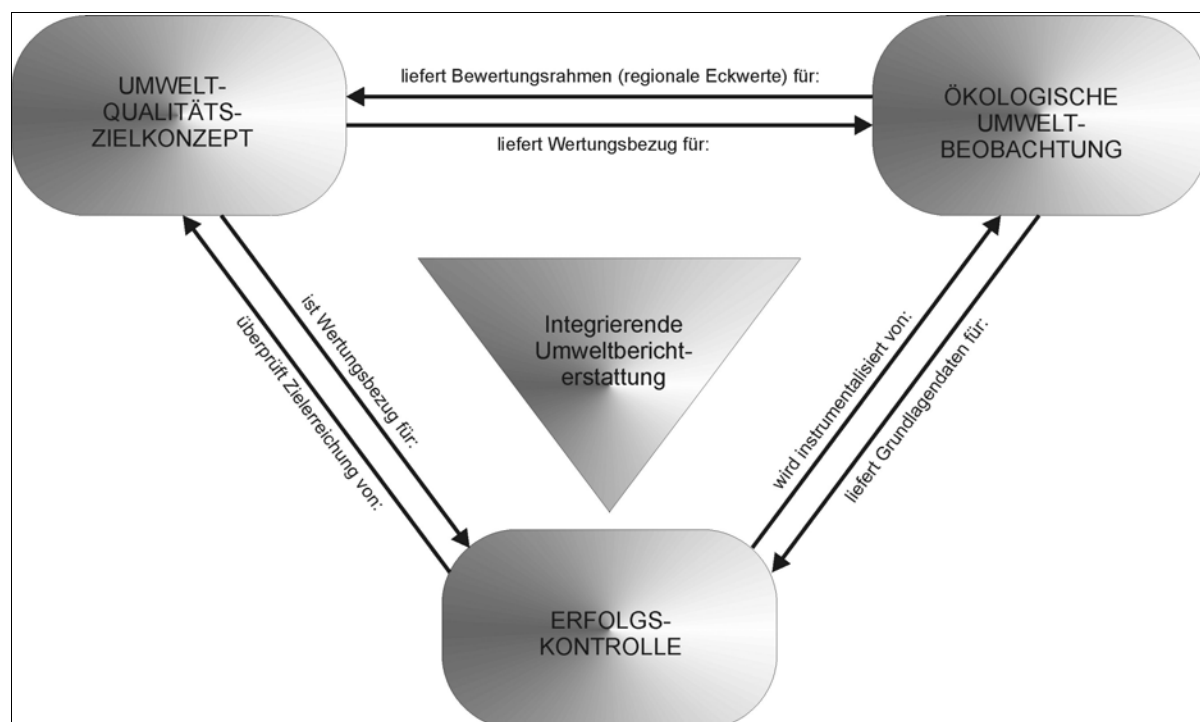 UMWELT-
QUALITÄTS-
ZIELKONZEPT
liefert Bewertungsrahmen (regionale Eckwerte) für:
liefert Wertungsbezug für:
ÖKOLOGISCHE
UMWELT-
BEOBACHTUNG
ist Wertungsbezug für:
überprüft Zielerreichung von:
Integrierende
Umweltbericht-
erstattung
wird instrumentalisiert von:
liefert Grundlagendaten für:
ERFOLGS-
KONTROLLE